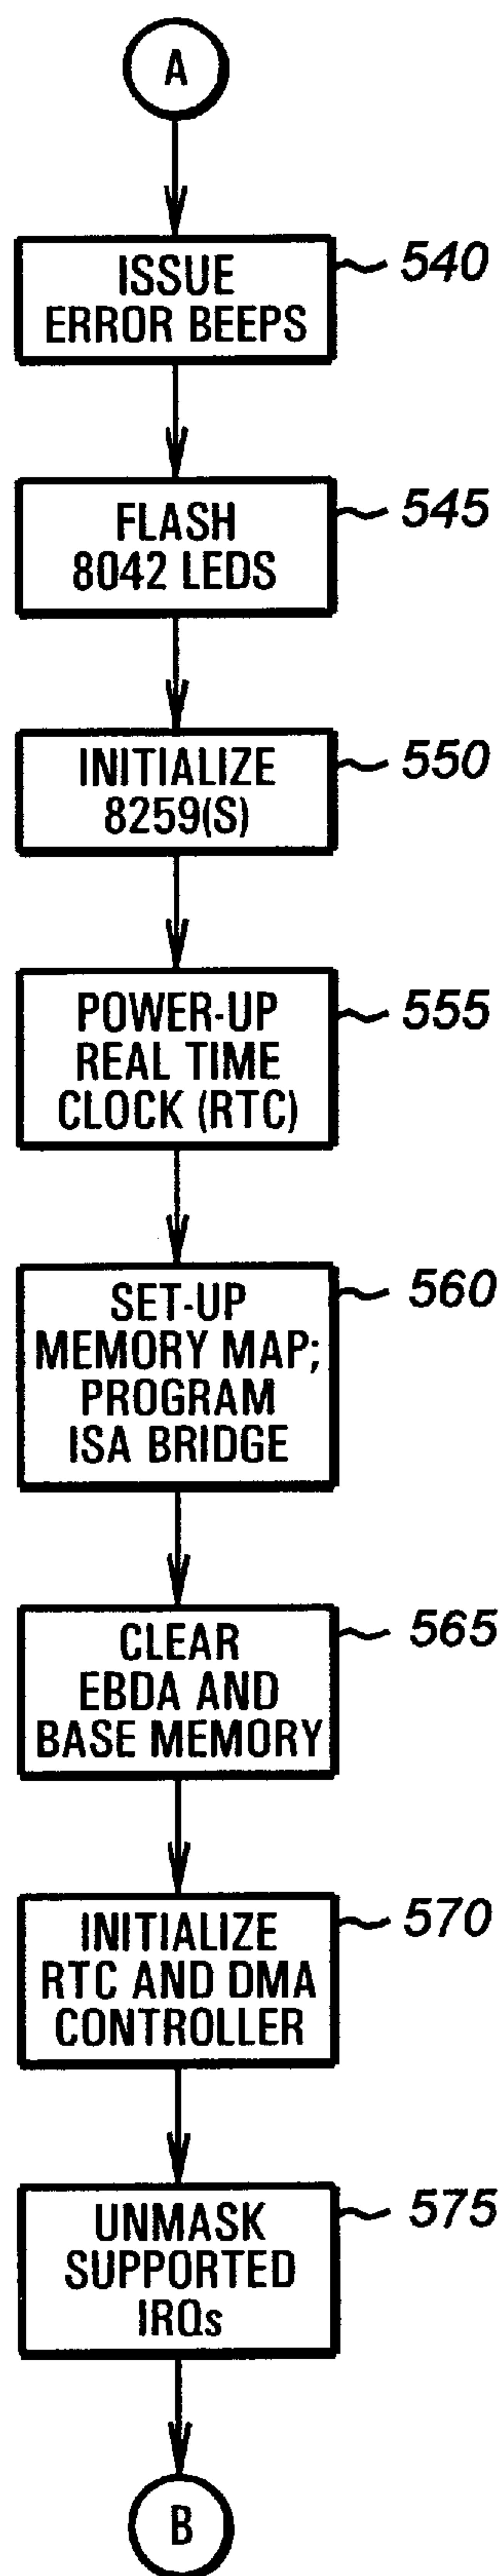 A
ISSUE
ERROR BEEPS
540
FLASH
8042 LEDS
545
INITIALIZE
8259(S)
550
POWER-UP
REAL TIME
CLOCK (RTC)
555
SET-UP
MEMORY MAP;
PROGRAM
ISA BRIDGE
560
CLEAR
EBDA AND
BASE MEMORY
565
INITIALIZE
RTC AND DMA
CONTROLLER
570
UNMASK
SUPPORTED
IRQs
575
B